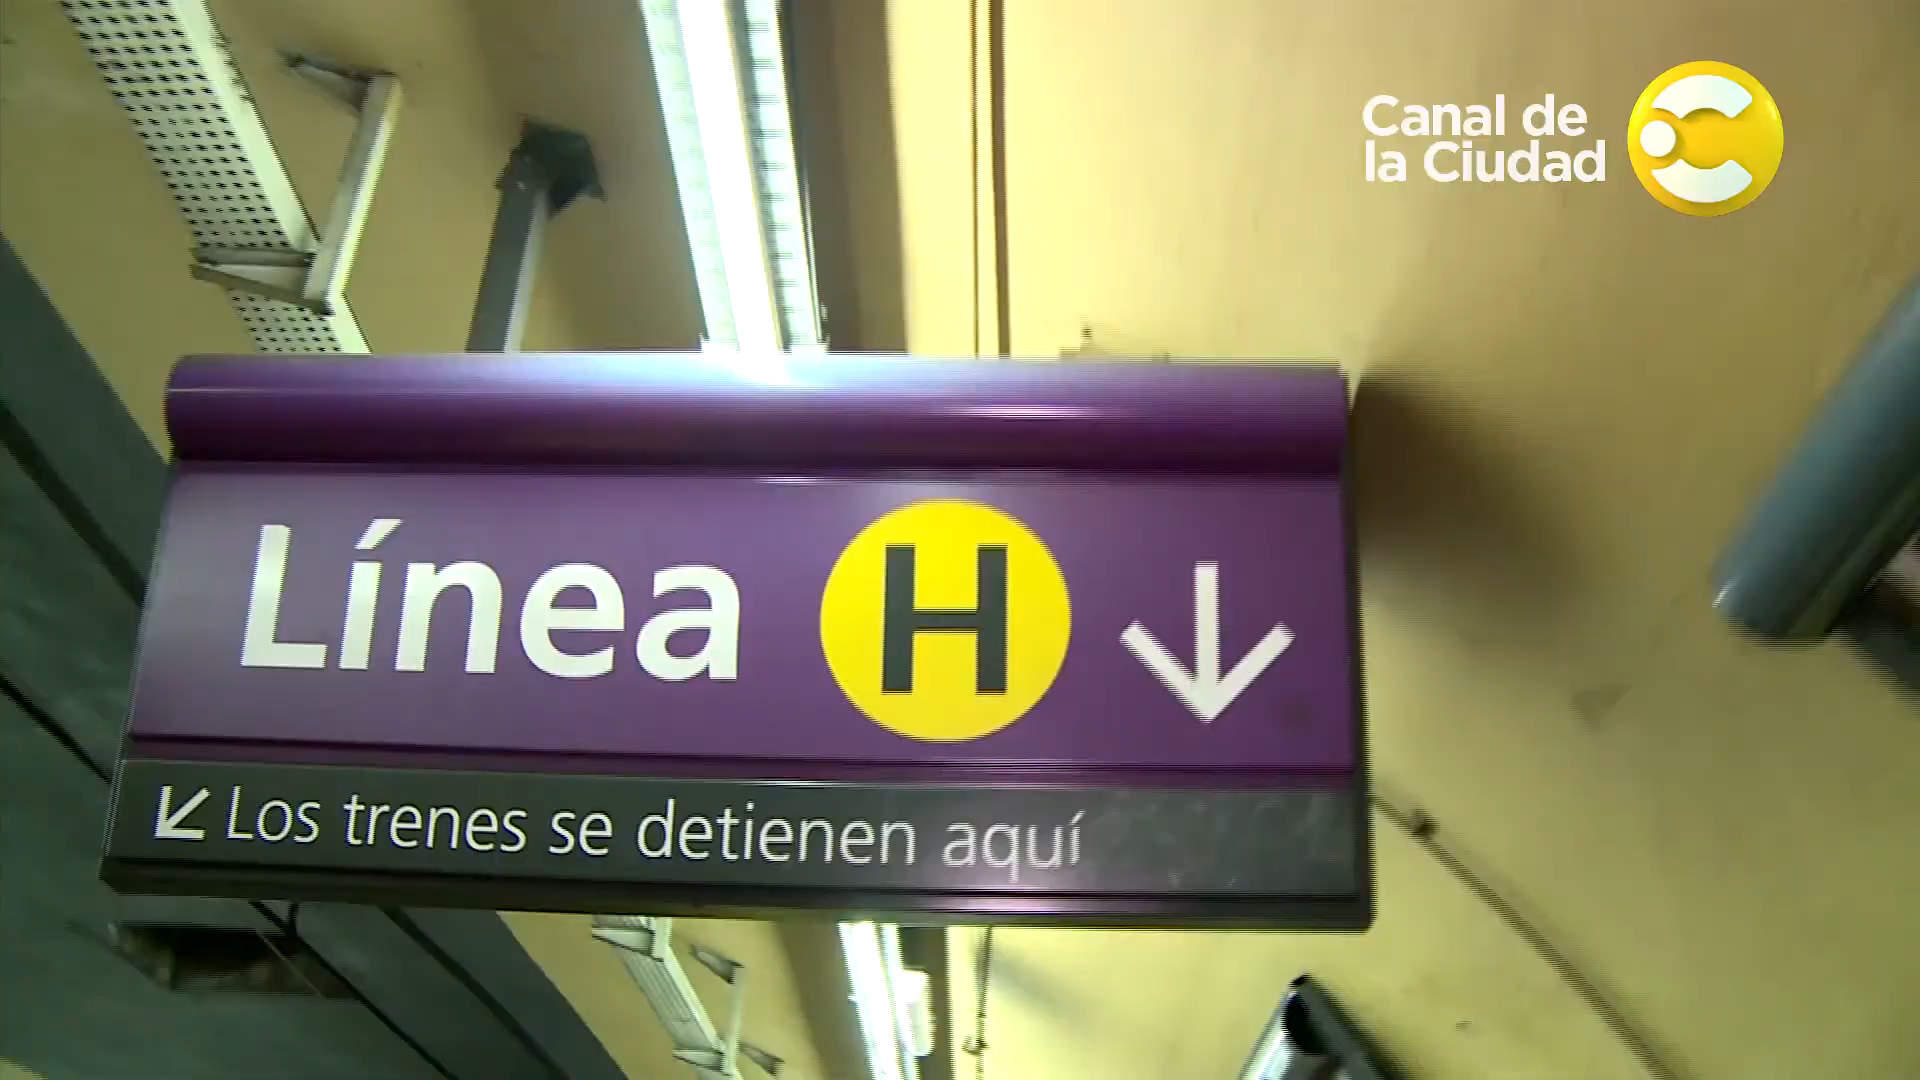 Canal de
la Ciudad
Línea H
Los trenes se detienen aquí